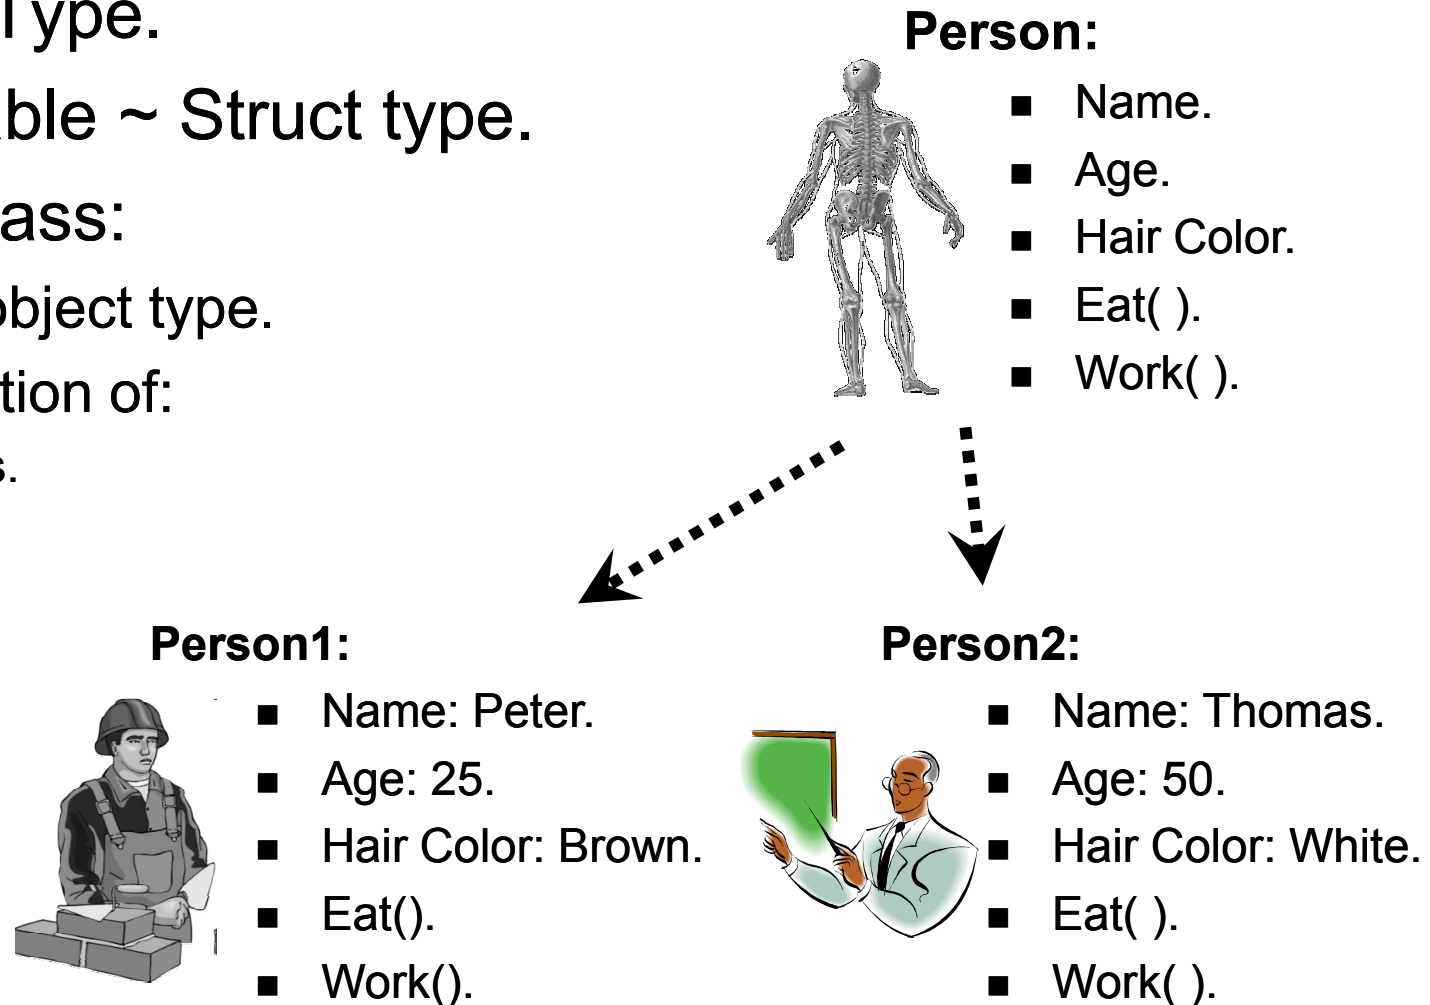 Type.
ble ~ Struct type.
ass:
object type.
tion of:
s.
Person:
Name.
Age.
Hair Color.
Eat( ).
Work( ).
Person1:
Name: Peter.
Age: 25.
Hair Color: Brown.
Eat().
Work().
Person2:
Name: Thomas.
Age: 50.
Hair Color: White.
Eat( ).
Work( ).